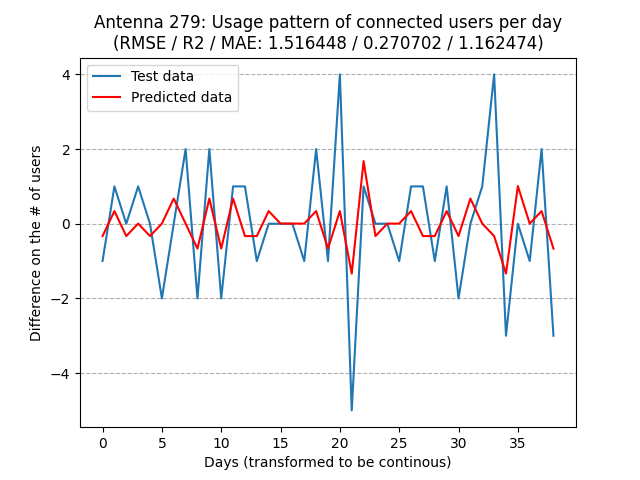 Antenna 279: Usage pattern of connected users per day
(RMSE / R2 / MAE: 1.516448 / 0.270702 / 1.162474)
Test data
Predicted data
Difference on the # of users
4
2
0
−2
−4
0 5 10 15 20 25 30 35
Days (transformed to be continous)